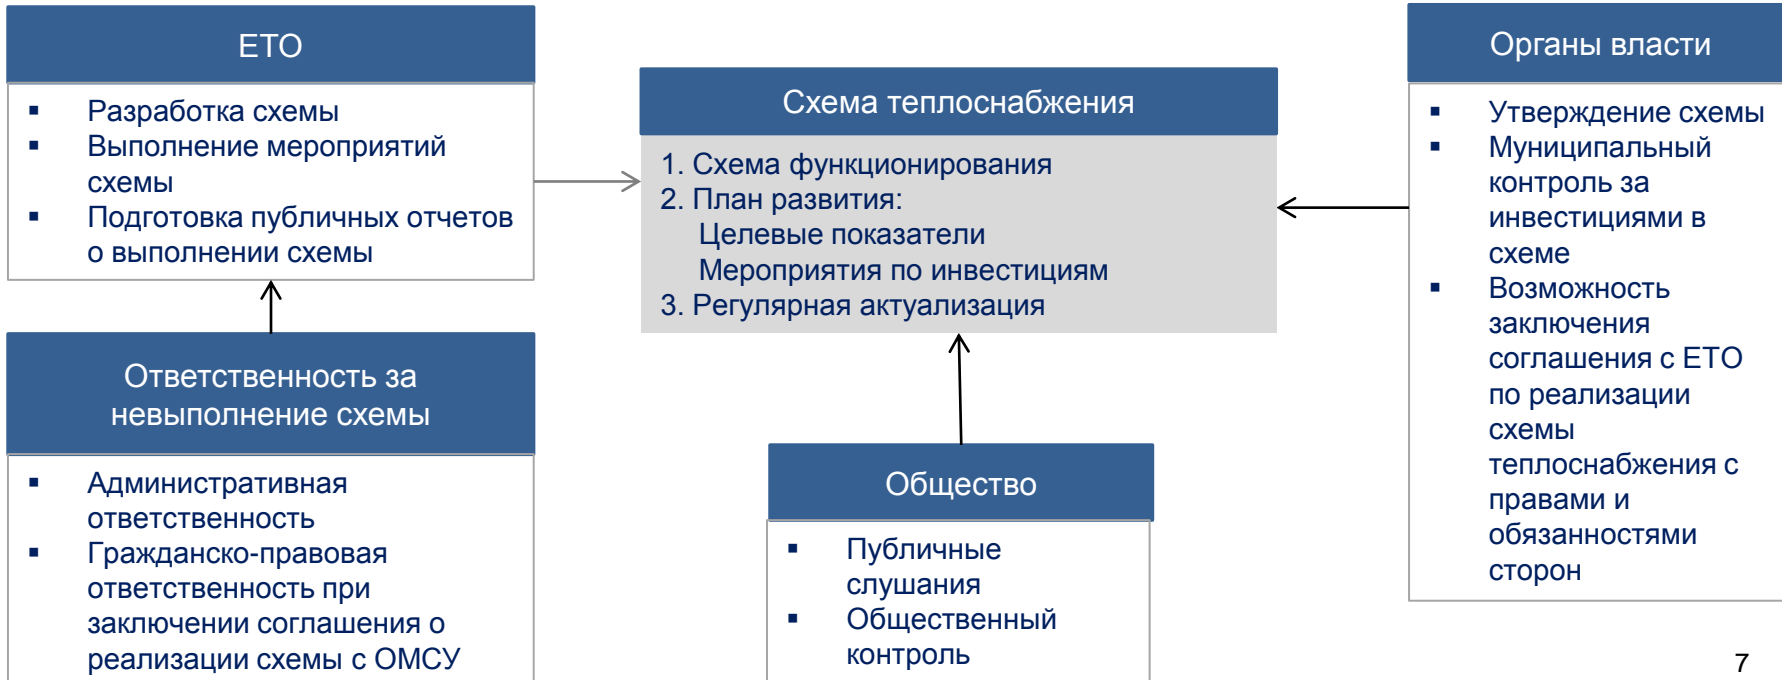 ЕТО
▪ Разработка схемы
▪ Выполнение мероприятий
схемы
▪ Подготовка публичных отчетов
о выполнении схемы
Ответственность за
невыполнение схемы
▪ Административная
ответственность
▪ Гражданско-правовая
ответственность при
заключении соглашения о
реализации схемы с ОМСУ
Схема теплоснабжения
1. Схема функционирования
2. План развития:
Целевые показатели
Мероприятия по инвестициям
3. Регулярная актуализация
Общество
▪ Публичные
слушания
▪ Общественный
контроль
Органы власти
▪ Утверждение схемы
▪ Муниципальный
контроль за
инвестициями в
схеме
▪ Возможность
заключения
соглашения с ЕТО
по реализации
схемы
теплоснабжения с
правами и
обязанностями
сторон
7